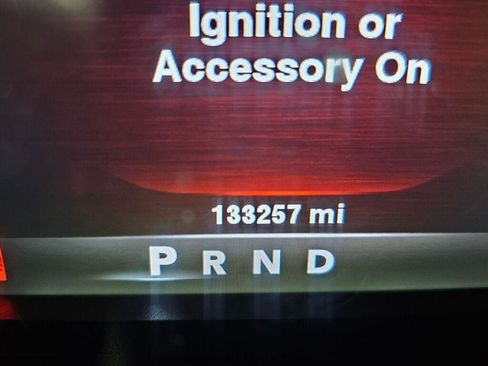 Ignition or
Accessory On
133257 mi
P R N D